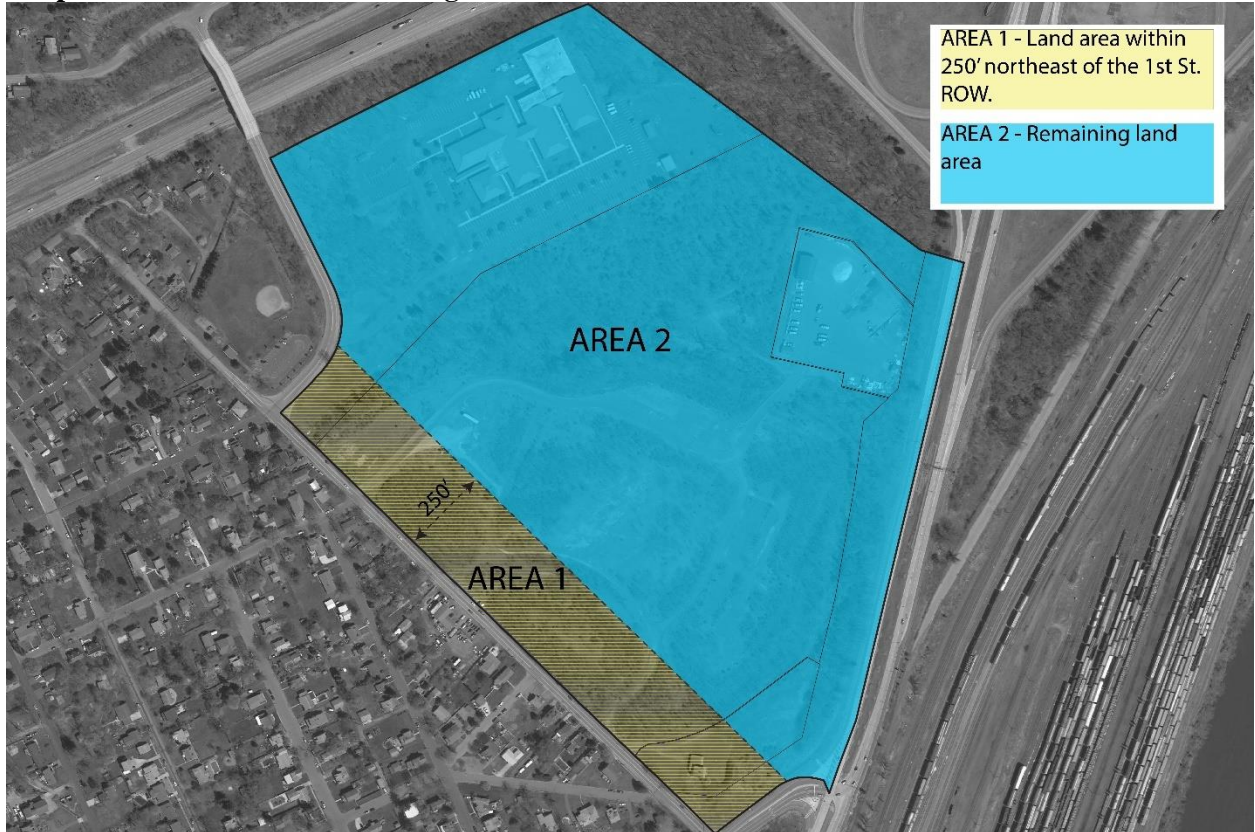 AREA 1 - Land area within
250' northeast of the 1st St.
ROW.
AREA 2 - Remaining land
area
AREA 2
250'
AREA 1